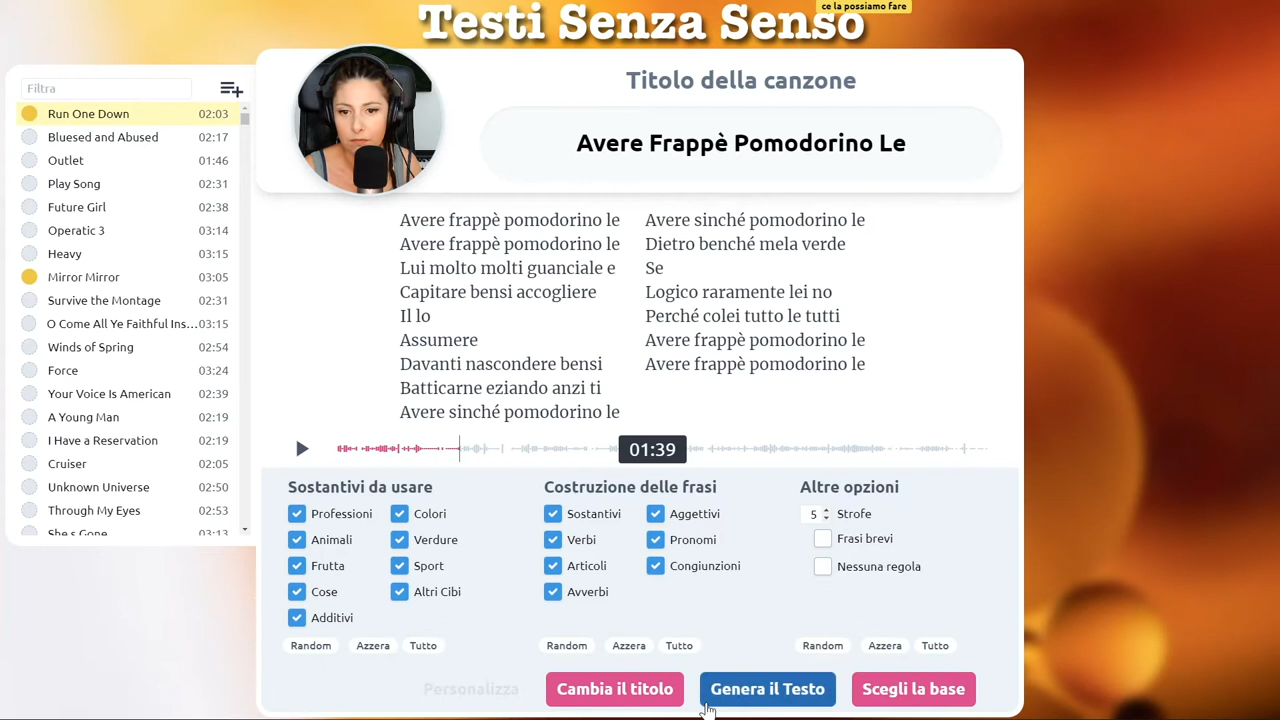 ce la possiamo fare
Testi Senza Senso
Filtra
Run One Down 02:03
Bluesed and Abused 02:17
Outlet 01:46
Play Song 02:31
Future Girl 02:38
Operatic 3 03:14
Heavy 03:15
Mirror Mirror 03:05
Survive the Montage 02:31
O Come All Ye Faithful Ins... 03:15
Winds of Spring 02:54
Force 03:24
Your Voice Is American 02:39
A Young Man 02:19
I Have a Reservation 02:19
Cruiser 02:05
Unknown Universe 02:50
Through My Eyes 02:53
She s Gone 03:13
Titolo della canzone
Avere Frappè Pomodorino Le
Avere frappè pomodorino le
Avere frappè pomodorino le
Lui molto molti guanciale e
Capitare bensi accogliere
Il lo
Assumere
Davanti nascondere bensi
Batticarne eziando anzi ti
Avere sinché pomodorino le
Avere sinché pomodorino le
Dietro benché mela verde
Se
Logico raramente lei no
Perché colei tutto le tutti
Avere frappè pomodorino le
Avere frappè pomodorino le
01:39
Sostantivi da usare
Professioni Colori
Animali Verdure
Frutta Sport
Cose Altri Cibi
Additivi
Random Azzera Tutto
Costruzione delle frasi
Sostantivi Aggettivi
Verbi Pronomi
Articoli Congiunzioni
Avverbi
Random Azzera Tutto
Altre opzioni
5 Strofe
Frasi brevi
Nessuna regola
Random Azzera Tutto
Personalizza Cambia il titolo Genera il Testo Scegli la base